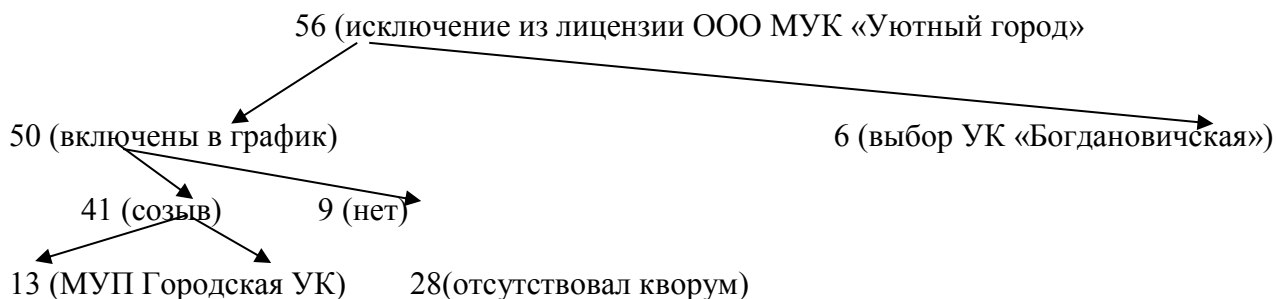 56 (исключение из лицензии ООО МУК «Уютный город»
50 (включены в график) 6 (выбор УК «Богдановичская»)
41 (созыв) 9 (нет)
13 (МУП Городская УК) 28(отсутствовал кворум)